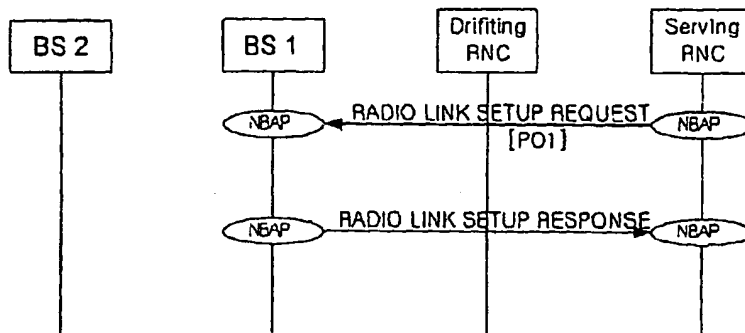 BS 2
BS 1
Drifiting
RNC
Serving
RNC
RADIO LINK SETUP REQUEST
NBAP
NBAP
[PO1]
RADIO LINK SETUP RESPONSE
NBAP
NBAP